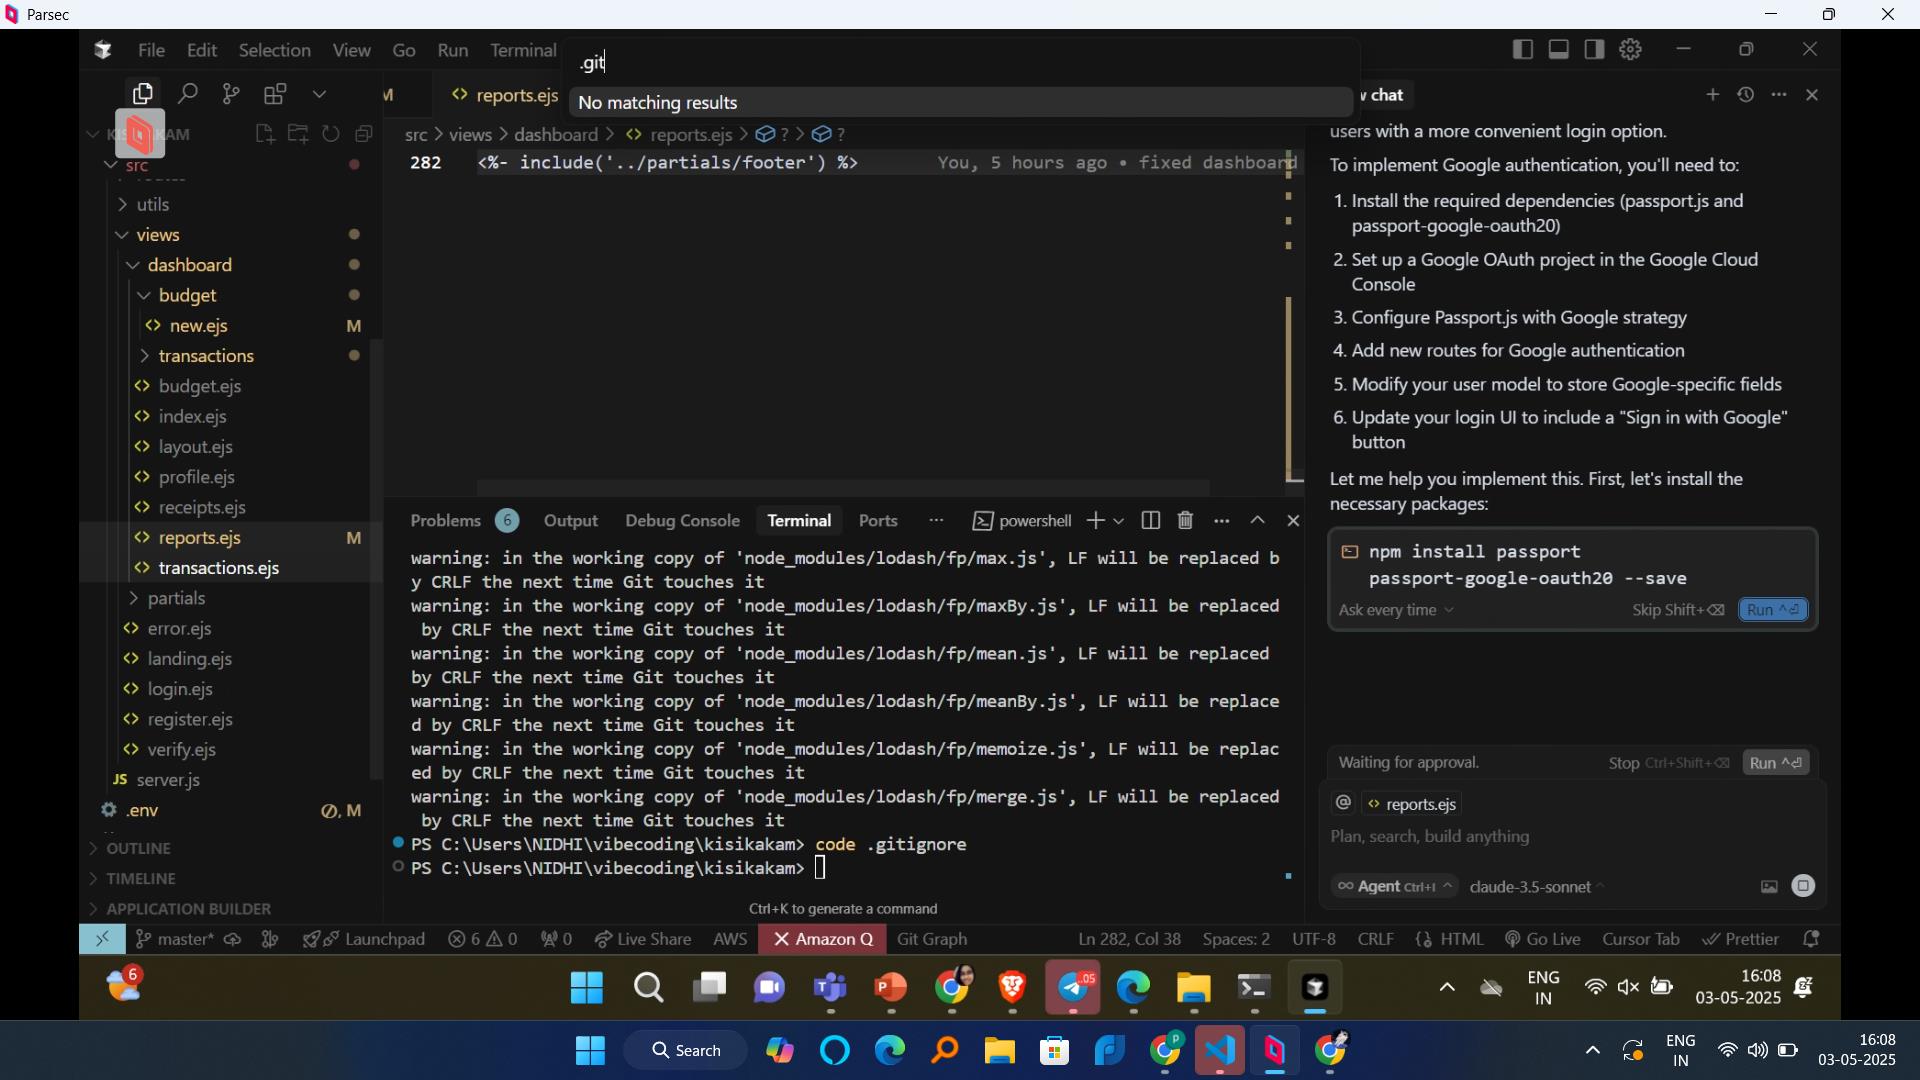 Parsec
File Edit Selection View Go Run Terminal
.git
No matching results
M
reports.ejs
chat
src > views > dashboard > reports.ejs > ? > ?
KIS KAM
src
utils
views
dashboard
budget
new.ejs M
transactions
budget.ejs
index.ejs
layout.ejs
profile.ejs
receipts.ejs
reports.ejs M
transactions.ejs
partials
error.ejs
landing.ejs
login.ejs
register.ejs
verify.ejs
JS server.js
.env M
OUTLINE
TIMELINE
APPLICATION BUILDER
282 <%- include('../partials/footer') %> You, 5 hours ago • fixed dashboard
Problems 6 Output Debug Console Terminal Ports ··· powershell
warning: in the working copy of 'node_modules/lodash/fp/max.js', LF will be replaced b
y CRLF the next time Git touches it
warning: in the working copy of 'node_modules/lodash/fp/maxBy.js', LF will be replaced
by CRLF the next time Git touches it
warning: in the working copy of 'node_modules/lodash/fp/mean.js', LF will be replaced
by CRLF the next time Git touches it
warning: in the working copy of 'node_modules/lodash/fp/meanBy.js', LF will be replace
d by CRLF the next time Git touches it
warning: in the working copy of 'node_modules/lodash/fp/memoize.js', LF will be replac
ed by CRLF the next time Git touches it
warning: in the working copy of 'node_modules/lodash/fp/merge.js', LF will be replaced
by CRLF the next time Git touches it
PS C:\Users\NIDHI\vibecoding\kisikakam> code .gitignore
PS C:\Users\NIDHI\vibecoding\kisikakam>
Ctrl+K to generate a command
users with a more convenient login option.
To implement Google authentication, you'll need to:
1. Install the required dependencies (passport.js and
passport-google-oauth20)
2. Set up a Google OAuth project in the Google Cloud
Console
3. Configure Passport.js with Google strategy
4. Add new routes for Google authentication
5. Modify your user model to store Google-specific fields
6. Update your login UI to include a "Sign in with Google"
button
Let me help you implement this. First, let's install the
necessary packages:
npm install passport
passport-google-oauth20 --save
Ask every time Skip Shift+⌫ Run ^⏎
Waiting for approval. Stop Ctrl+Shift+⌫ Run ^⏎
@ reports.ejs
Plan, search, build anything
∞ Agent Ctrl+I claude-3.5-sonnet
master* Launchpad 6 0 0 Live Share AWS Amazon Q Git Graph Ln 282, Col 38 Spaces: 2 UTF-8 CRLF HTML Go Live Cursor Tab Prettier
6
.05
ENG
IN
16:08
03-05-2025
Search
P
ENG
IN
16:08
03-05-2025